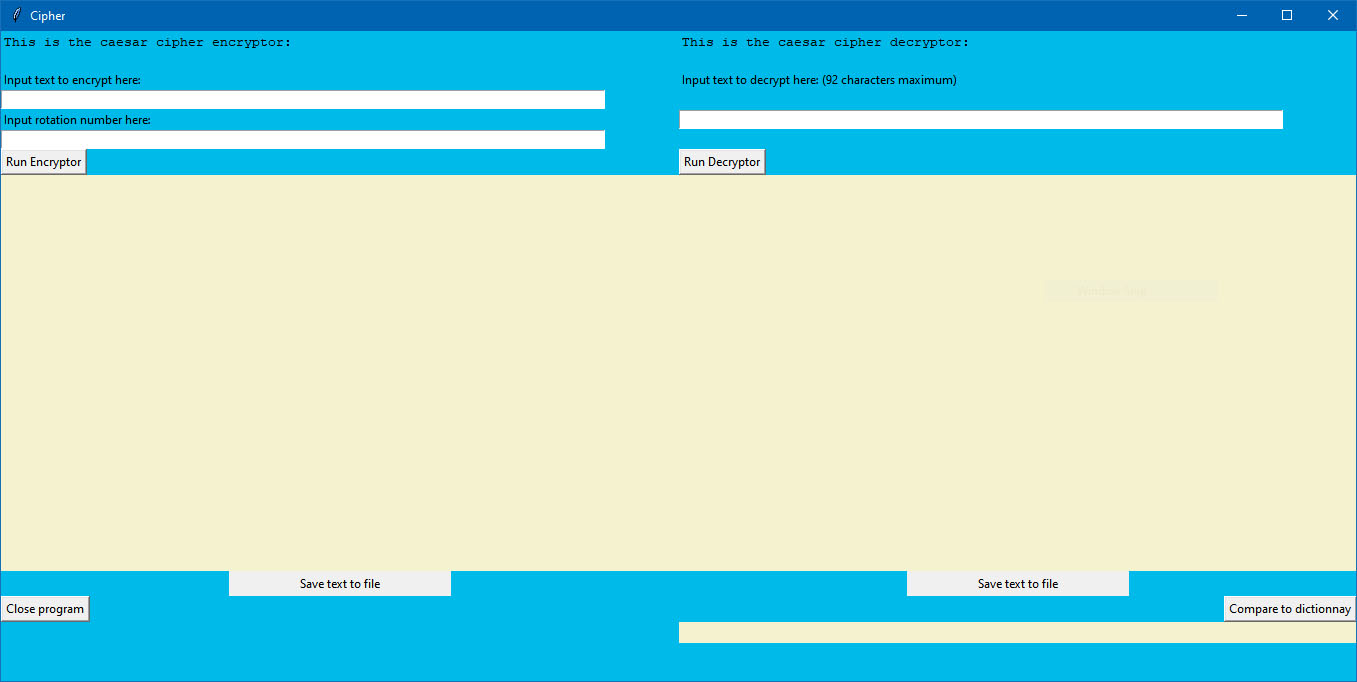 Cipher
This is the caesar cipher encryptor:
This is the caesar cipher decryptor:
Input text to encrypt here:
Input text to decrypt here: (92 characters maximum)
Input rotation number here:
Run Encryptor
Run Decryptor
Save text to file
Save text to file
Close program
Compare to dictionnay